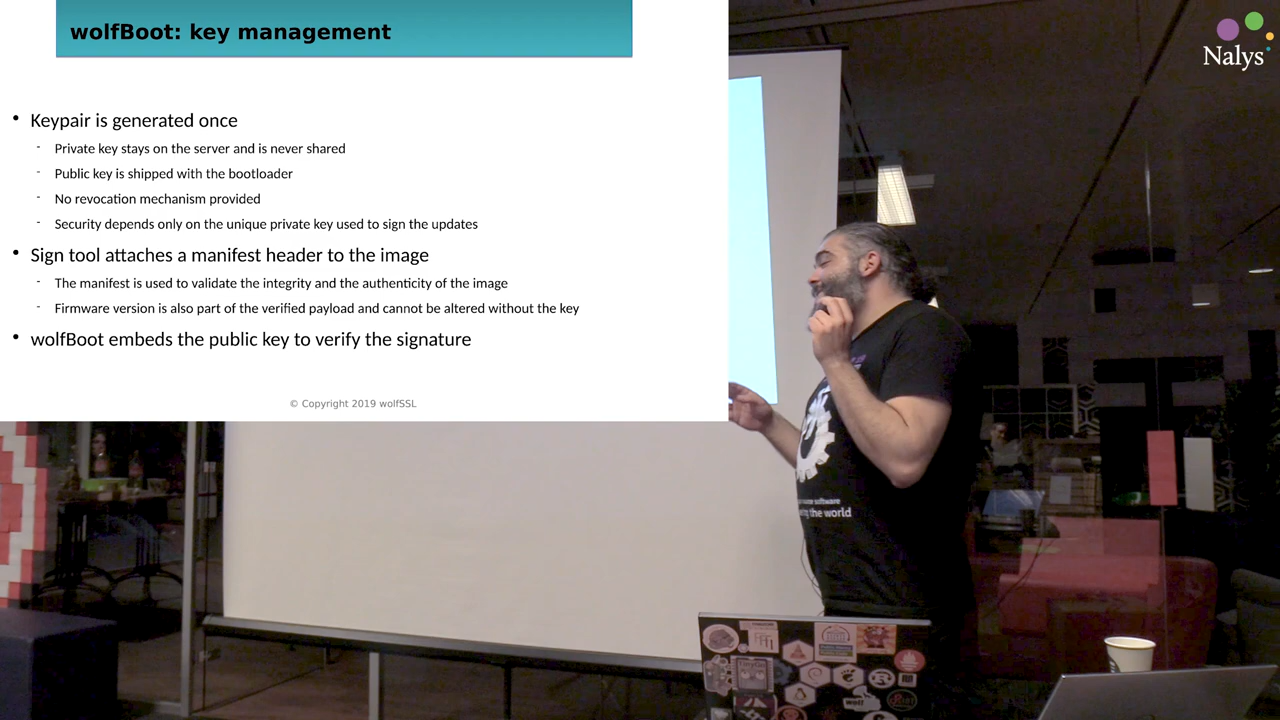 wolfBoot: key management
• Keypair is generated once
- Private key stays on the server and is never shared
- Public key is shipped with the bootloader
- No revocation mechanism provided
- Security depends only on the unique private key used to sign the updates
• Sign tool attaches a manifest header to the image
- The manifest is used to validate the integrity and the authenticity of the image
- Firmware version is also part of the verified payload and cannot be altered without the key
• wolfBoot embeds the public key to verify the signature
© Copyright 2019 wolfSSL
Nalys
software
the world
wolf